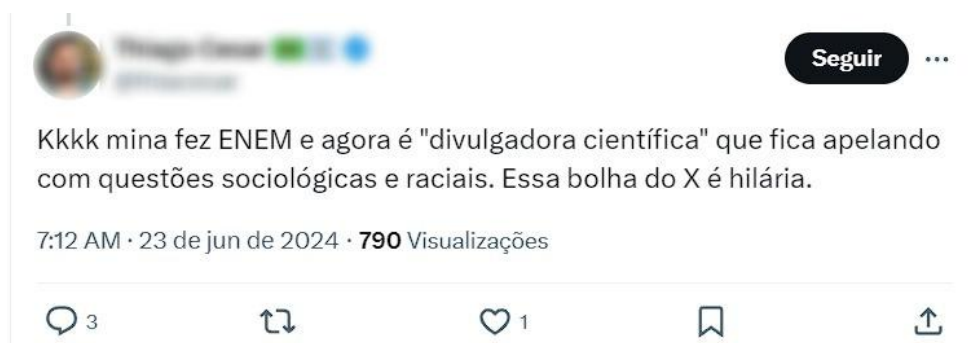 Seguir
Kkkk mina fez ENEM e agora é "divulgadora científica" que fica apelando
com questões sociológicas e raciais. Essa bolha do X é hilária.
7:12 AM · 23 de jun de 2024 · 790 Visualizações
3 1